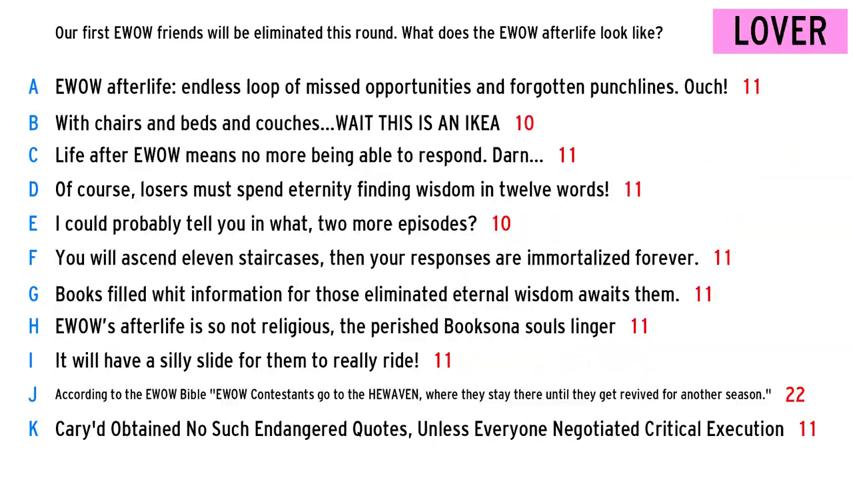 Our first EWOW friends will be eliminated this round. What does the EWOW afterlife look like? LOVER
A EWOW afterlife: endless loop of missed opportunities and forgotten punchlines. Ouch! 11
B With chairs and beds and couches...WAIT THIS IS AN IKEA 10
C Life after EWOW means no more being able to respond. Darn... 11
D Of course, losers must spend eternity finding wisdom in twelve words! 11
E I could probably tell you in what, two more episodes? 10
F You will ascend eleven staircases, then your responses are immortalized forever. 11
G Books filled whit information for those eliminated eternal wisdom awaits them. 11
H EWOW's afterlife is so not religious, the perished Booksona souls linger 11
I It will have a silly slide for them to really ride! 11
J According to the EWOW Bible "EWOW Contestants go to the HEWAVEN, where they stay there until they get revived for another season." 22
K Cary'd Obtained No Such Endangered Quotes, Unless Everyone Negotiated Critical Execution 11